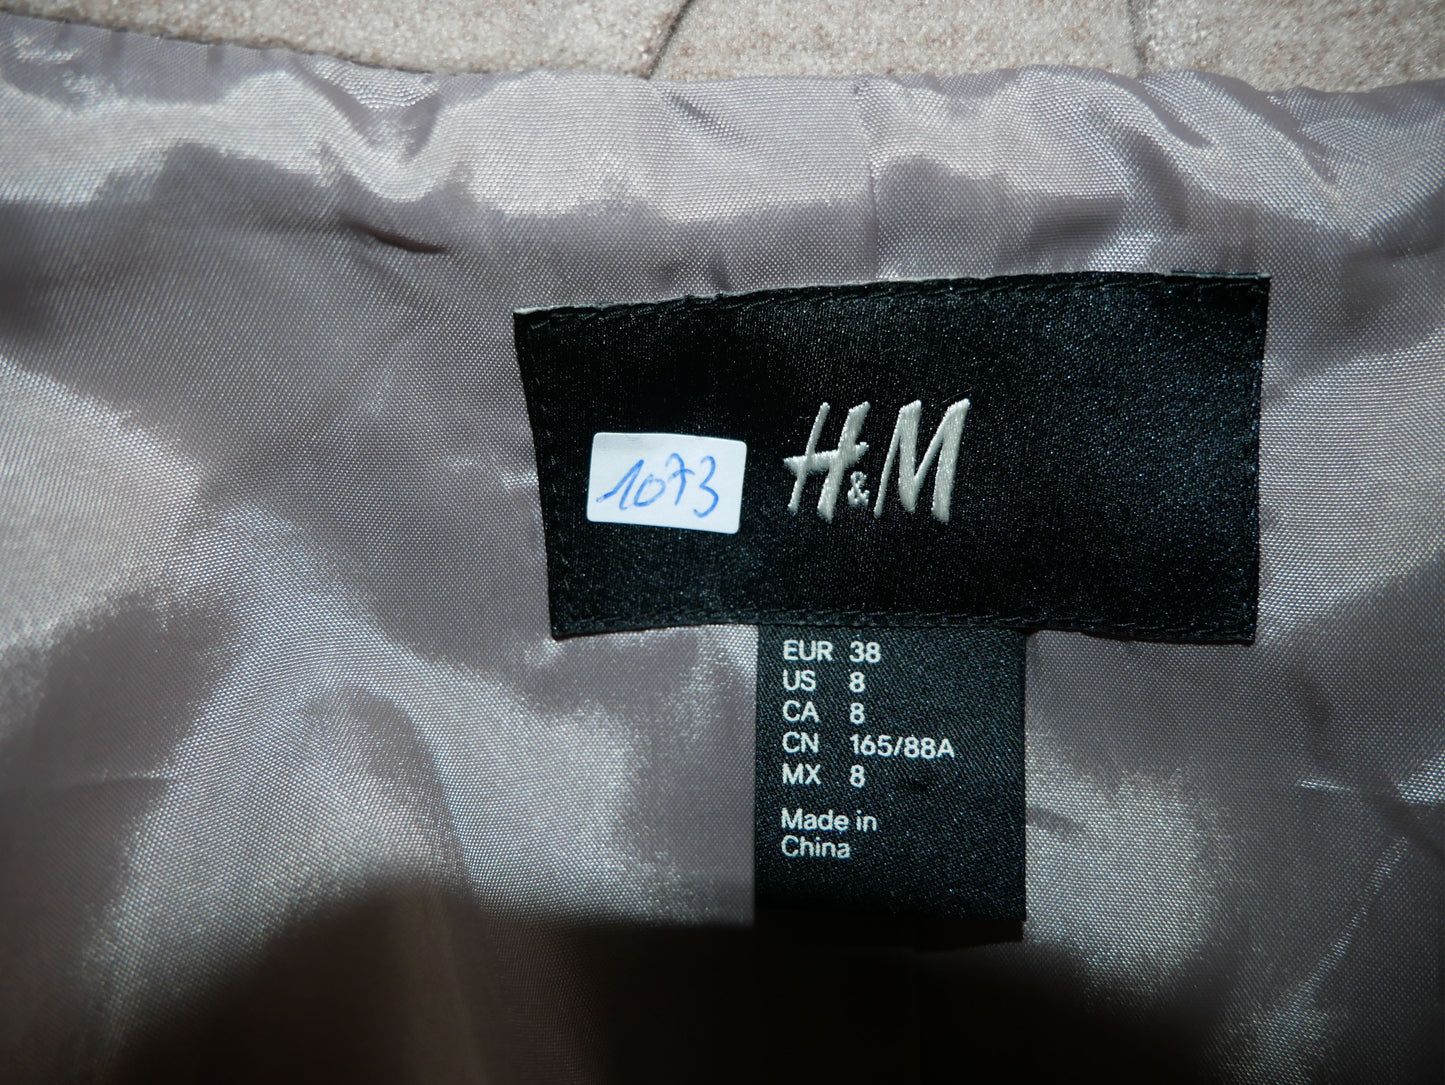 1073
H&M
EUR 38
US 8
CA 8
CN 165/88A
MX 8
Made in
China